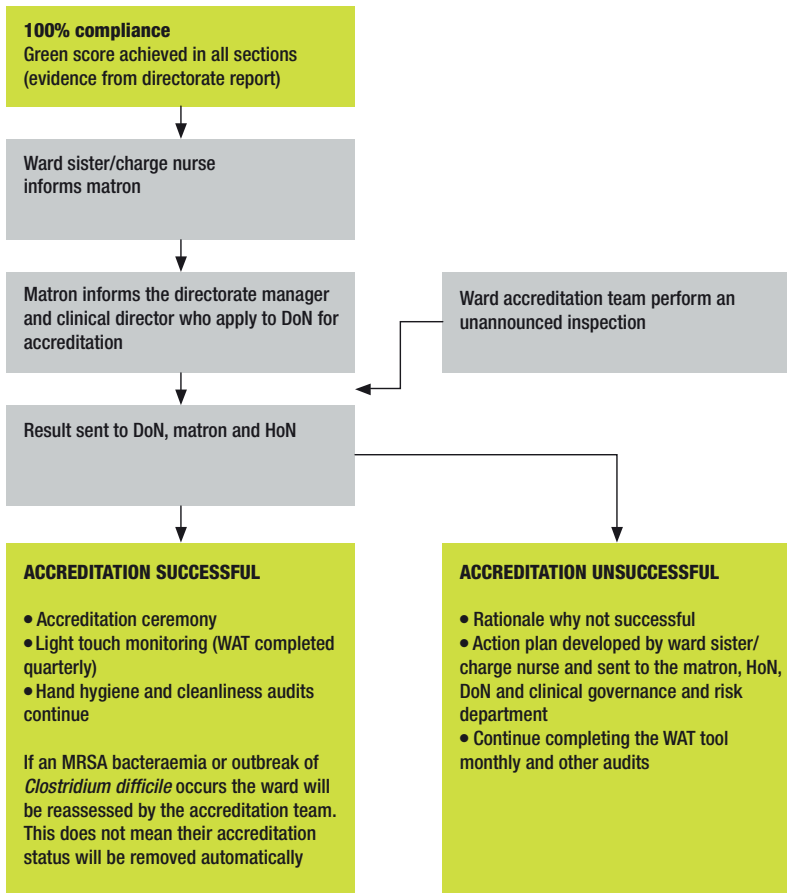 100% compliance
Green score achieved in all sections
(evidence from directorate report)
Ward sister/charge nurse
informs matron
Matron informs the directorate manager
and clinical director who apply to DoN for
accreditation
Ward accreditation team perform an
unannounced inspection
Result sent to DoN, matron and HoN
ACCREDITATION SUCCESSFUL
● Accreditation ceremony
● Light touch monitoring (WAT completed
quarterly)
● Hand hygiene and cleanliness audits
continue
If an MRSA bacteraemia or outbreak of
Clostridium difficile occurs the ward will
be reassessed by the accreditation team.
This does not mean their accreditation
status will be removed automatically
ACCREDITATION UNSUCCESSFUL
● Rationale why not successful
● Action plan developed by ward sister/
charge nurse and sent to the matron, HoN,
DoN and clinical governance and risk
department
● Continue completing the WAT tool
monthly and other audits